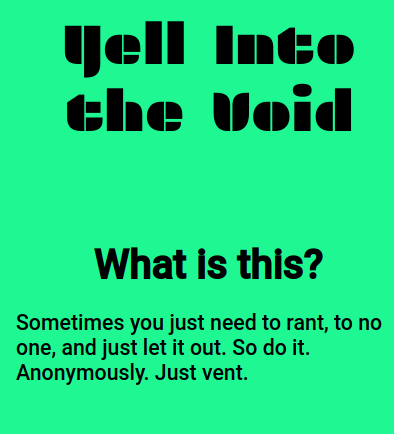 Yell Into
the Void
What is this?
Sometimes you just need to rant, to no
one, and just let it out. So do it.
Anonymously. Just vent.